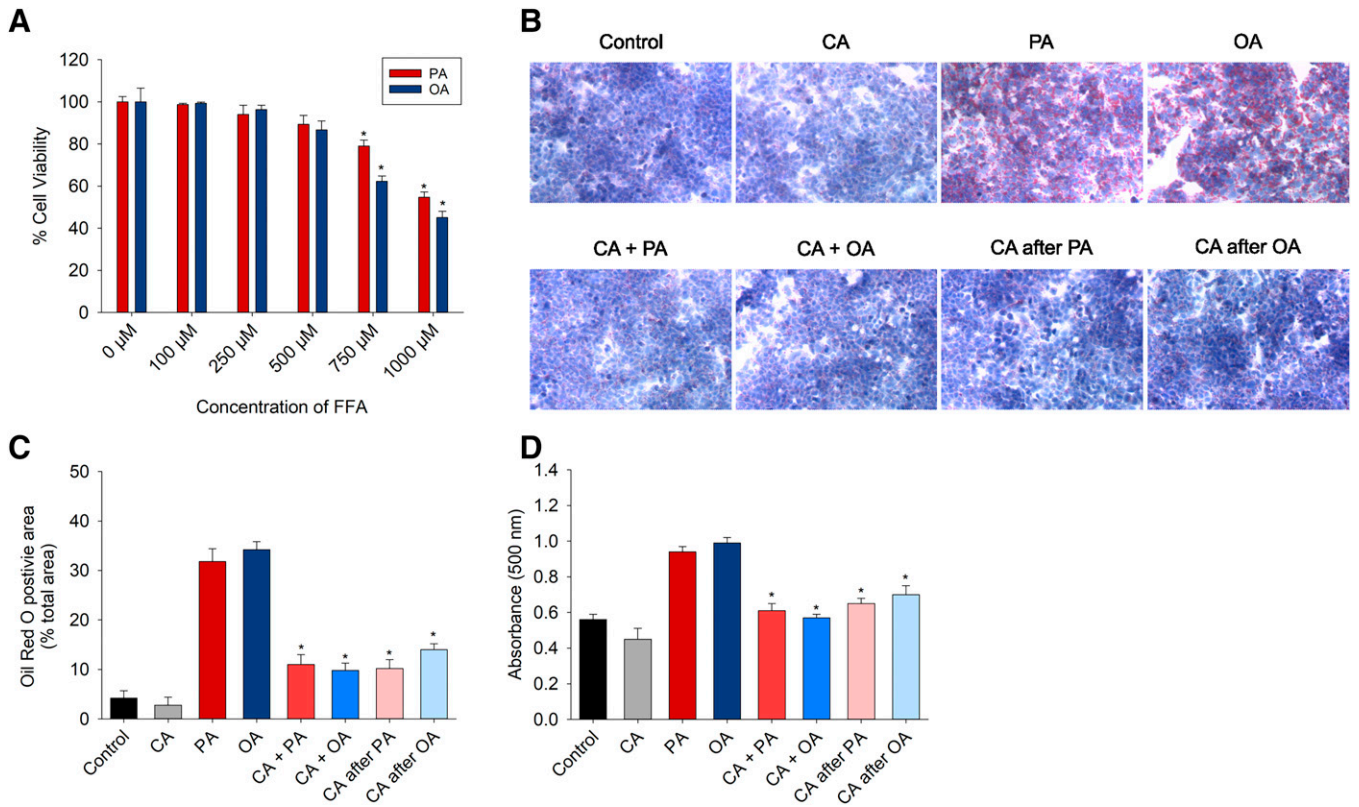 A
% Cell Viability
120
100
80
60
40
20
0
PA
OA
*
*
*
*
0 µM
100 µM
250 µM
500 µM
750 µM
1000 µM
Concentration of FFA
B
Control
CA
PA
OA
CA + PA
CA + OA
CA after PA
CA after OA
C
Oil Red O postivie area
(% total area)
50
40
30
20
10
0
*
*
*
*
Control
CA
PA
OA
CA + PA
CA + OA
CA after PA
CA after OA
D
Absorbance (500 nm)
1.4
1.2
1.0
0.8
0.6
0.4
0.2
0.0
*
*
*
*
Control
CA
PA
OA
CA + PA
CA + OA
CA after PA
CA after OA